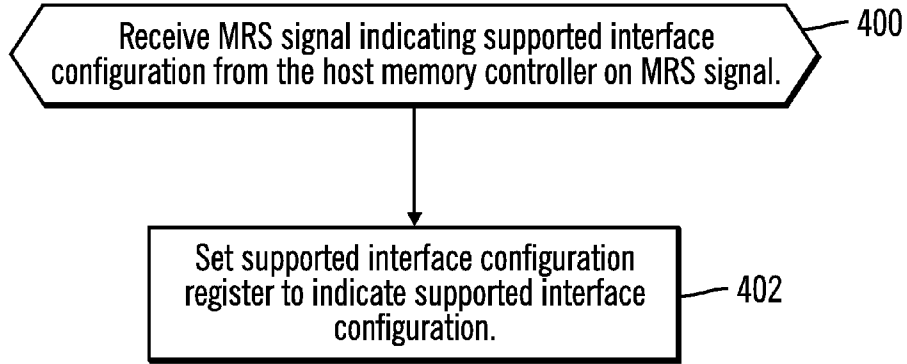 Receive MRS signal indicating supported interface
configuration from the host memory controller on MRS signal.
400
Set supported interface configuration
register to indicate supported interface
configuration.
402